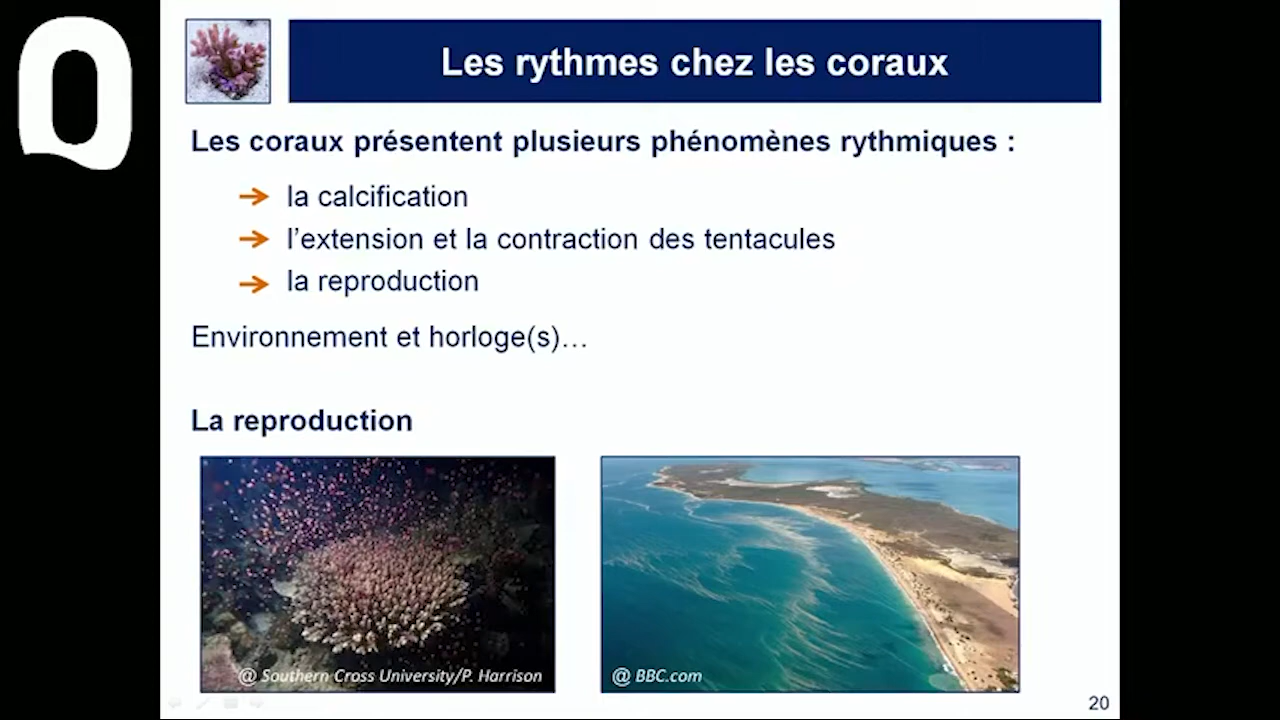 Les rythmes chez les coraux
Les coraux présentent plusieurs phénomènes rythmiques :
la calcification
l’extension et la contraction des tentacules
la reproduction
Environnement et horloge(s)…
La reproduction
@ Southern Cross University/P. Harrison
@ BBC.com
20